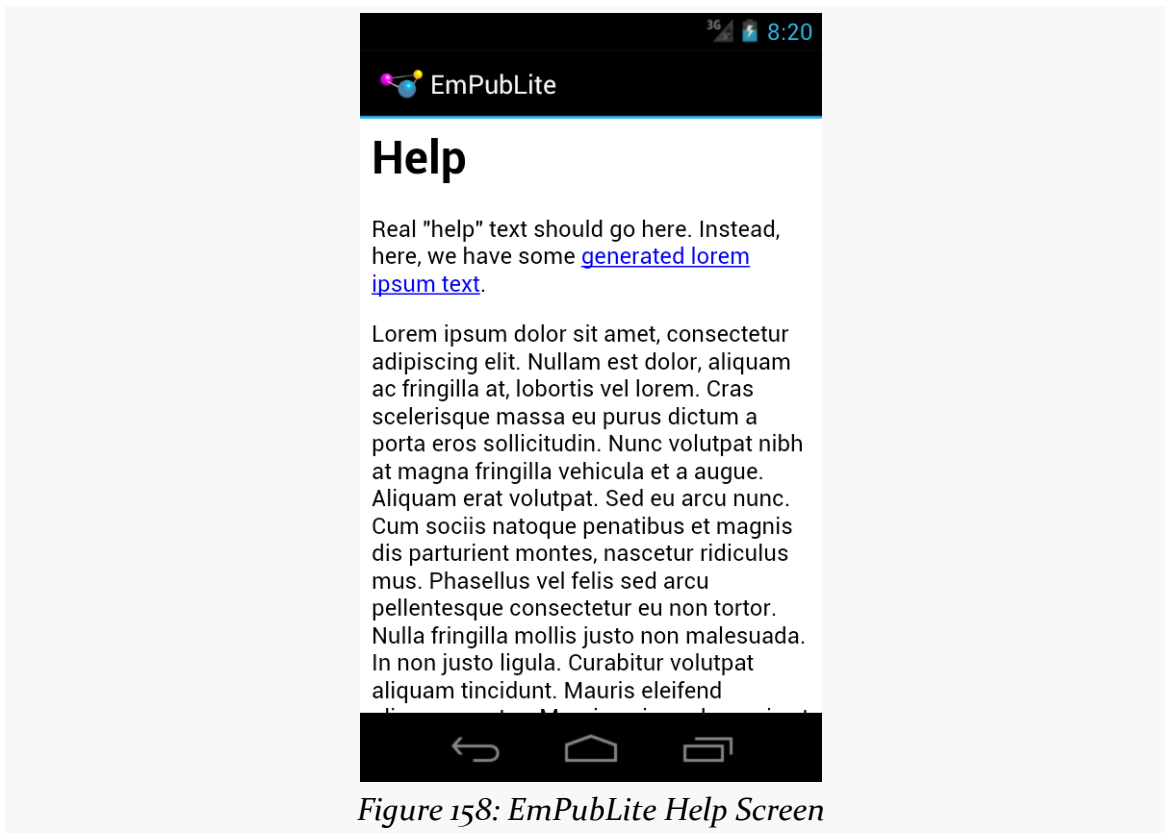 3G 8:20
EmPubLite
Help
Real "help" text should go here. Instead,
here, we have some generated lorem
ipsum text.
Lorem ipsum dolor sit amet, consectetur
adipiscing elit. Nullam est dolor, aliquam
ac fringilla at, lobortis vel lorem. Cras
scelerisque massa eu purus dictum a
porta eros sollicitudin. Nunc volutpat nibh
at magna fringilla vehicula et a augue.
Aliquam erat volutpat. Sed eu arcu nunc.
Cum sociis natoque penatibus et magnis
dis parturient montes, nascetur ridiculus
mus. Phasellus vel felis sed arcu
pellentesque consectetur eu non tortor.
Nulla fringilla mollis justo non malesuada.
In non justo ligula. Curabitur volutpat
aliquam tincidunt. Mauris eleifend
Figure 158: EmPubLite Help Screen